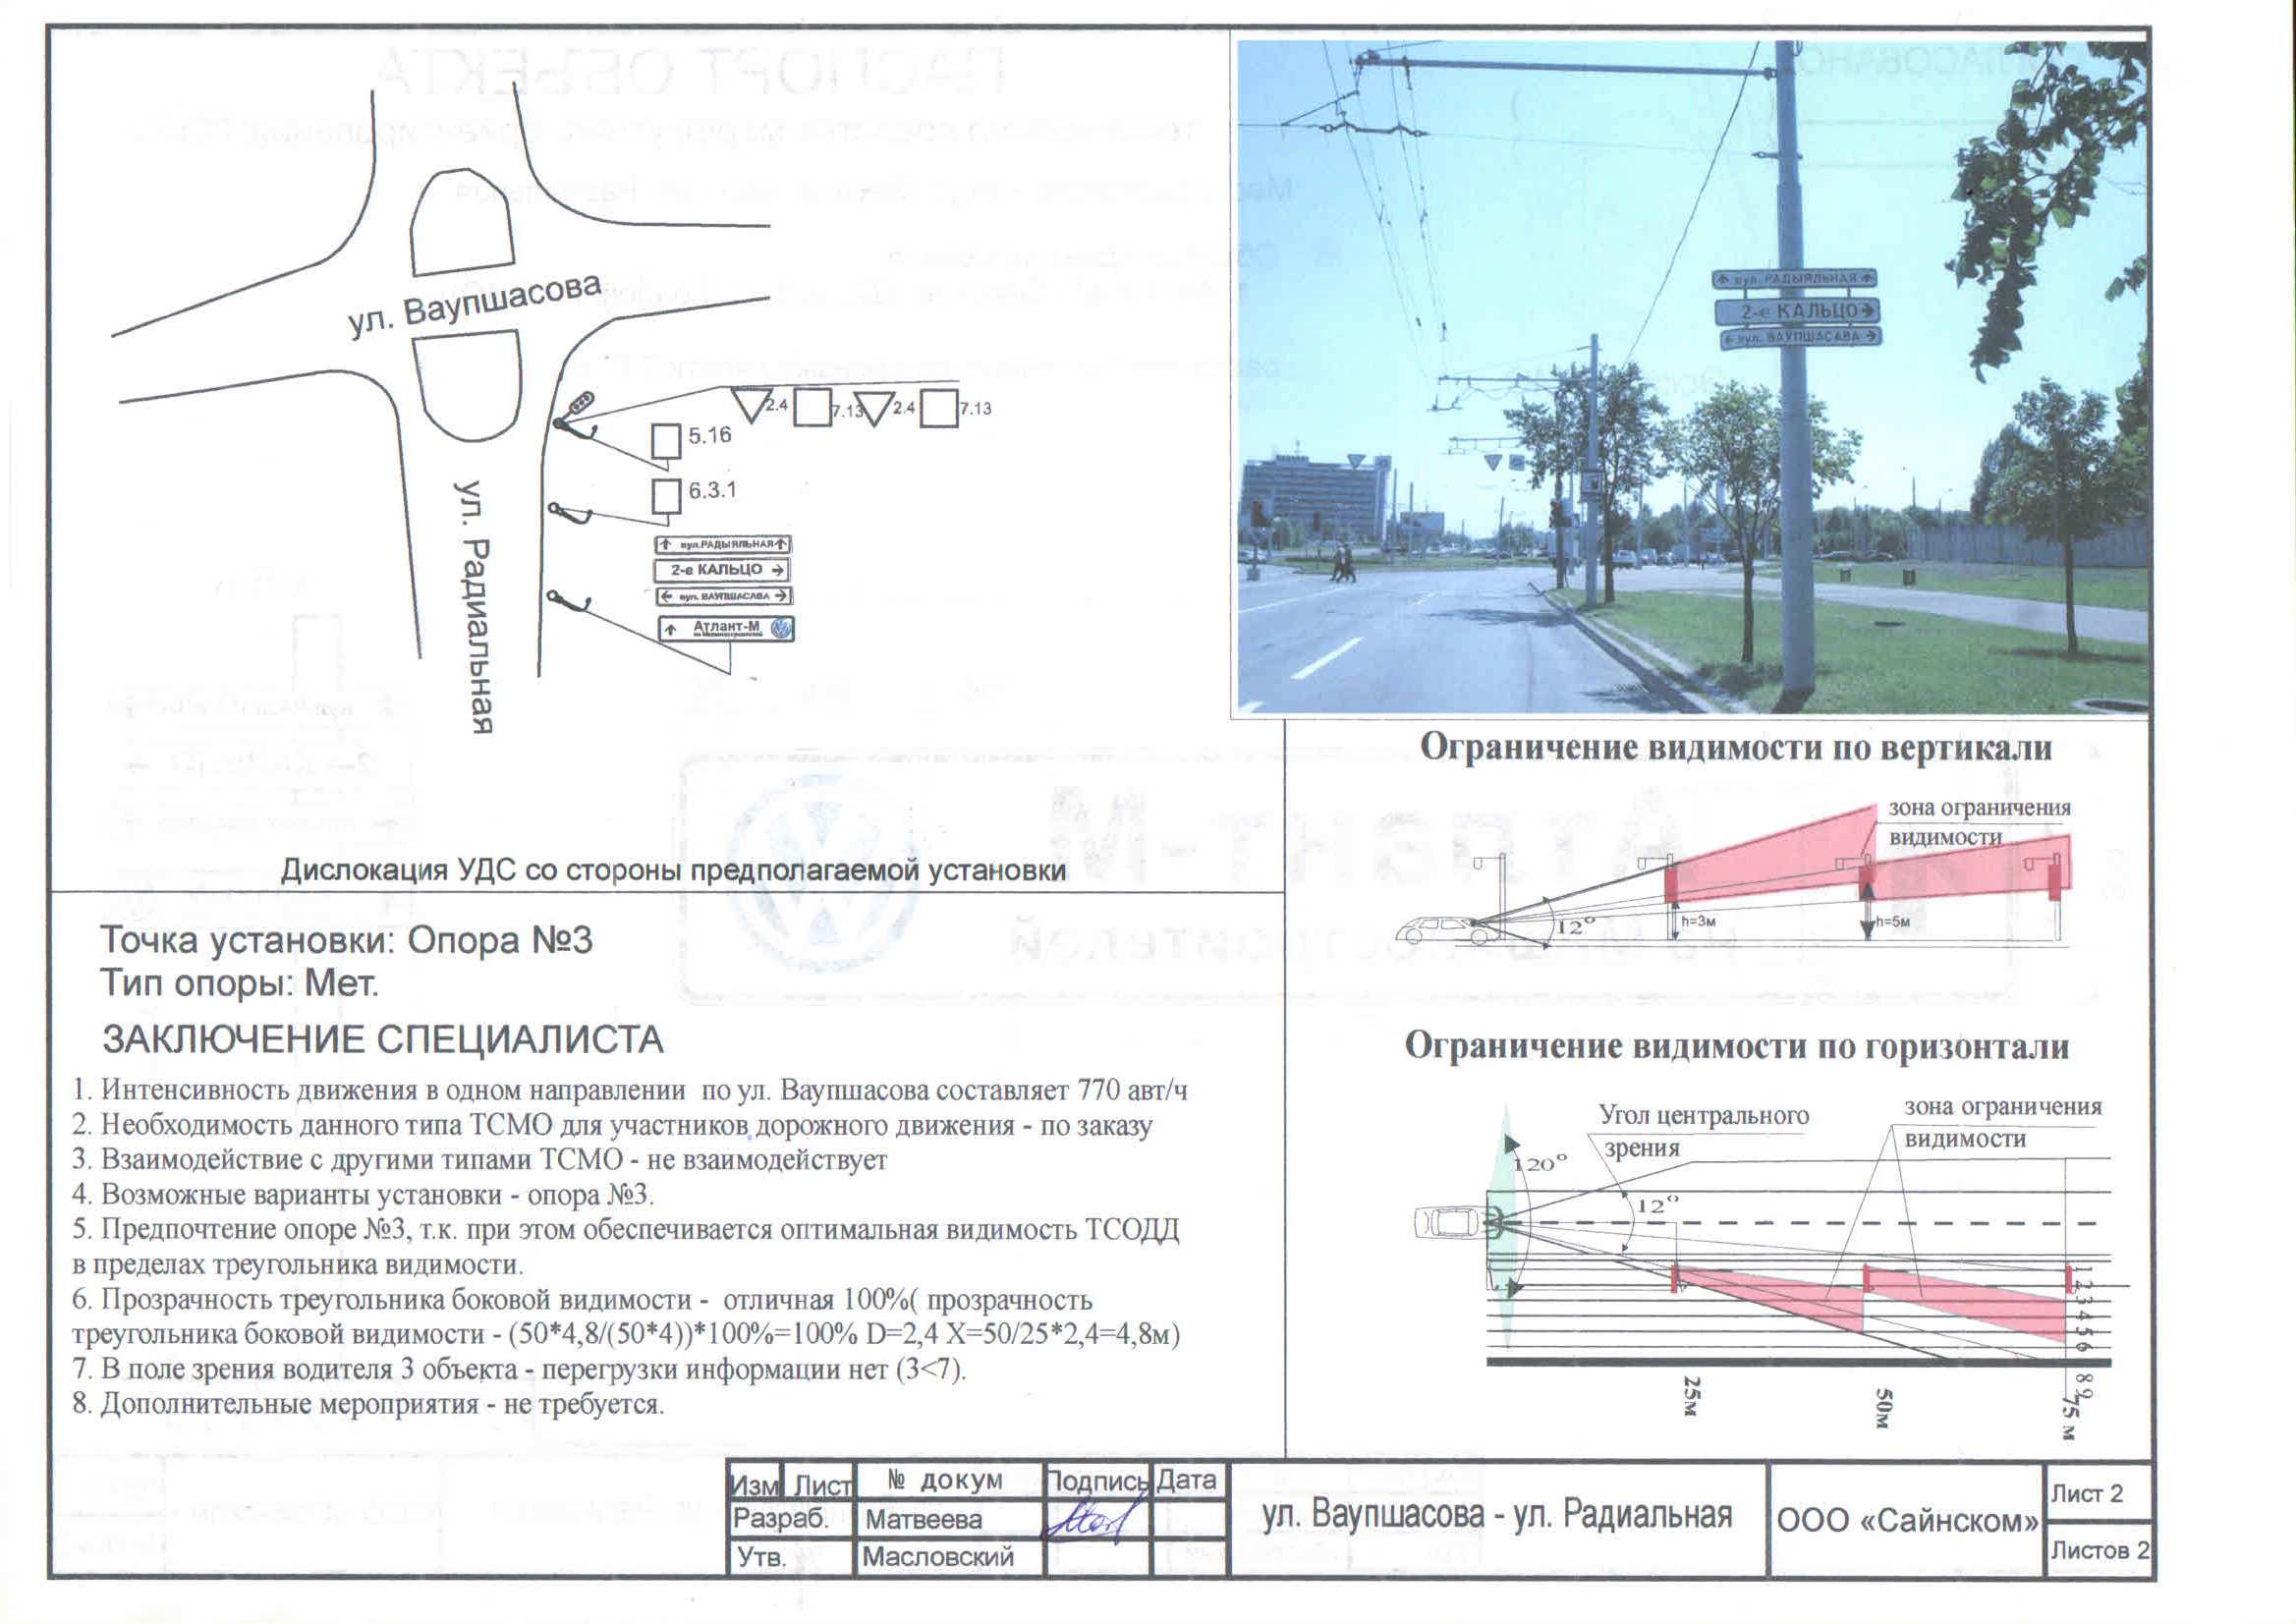 ул. Ваупшасова
ул. Радиальная
2.4
7.13
2.4
7.13
5.16
6.3.1
вул.РАДЫЯЛЬНАЯ
2-е КАЛЬЦО
вул. ВАУПШАСАВА
Атлант-М
Дислокация УДС со стороны предполагаемой установки
вул. РАДЫЯЛЬНАЯ
2-е КАЛЬЦО
вул. ВАУПШАСАВА
Ограничение видимости по вертикали
зона ограничения
видимости
12°
h=3м
h=5м
Ограничение видимости по горизонтали
Угол центрального
зрения
зона ограничения
видимости
120°
12°
1 2 3 4 5 6
8 9
25м
50м
75 м
Точка установки: Опора №3
Тип опоры: Мет.
ЗАКЛЮЧЕНИЕ СПЕЦИАЛИСТА
1. Интенсивность движения в одном направлении по ул. Ваупшасова составляет 770 авт/ч
2. Необходимость данного типа ТСМО для участников дорожного движения - по заказу
3. Взаимодействие с другими типами ТСМО - не взаимодействует
4. Возможные варианты установки - опора №3.
5. Предпочтение опоре №3, т.к. при этом обеспечивается оптимальная видимость ТСОДД
в пределах треугольника видимости.
6. Прозрачность треугольника боковой видимости - отличная 100%( прозрачность
треугольника боковой видимости - (50*4,8/(50*4))*100%=100% D=2,4 X=50/25*2,4=4,8м)
7. В поле зрения водителя 3 объекта - перегрузки информации нет (3<7).
8. Дополнительные мероприятия - не требуется.
Изм Лист № докум Подпись Дата
Разраб. Матвеева
Утв. Масловский
ул. Ваупшасова - ул. Радиальная
ООО «Сайнском»
Лист 2
Листов 2